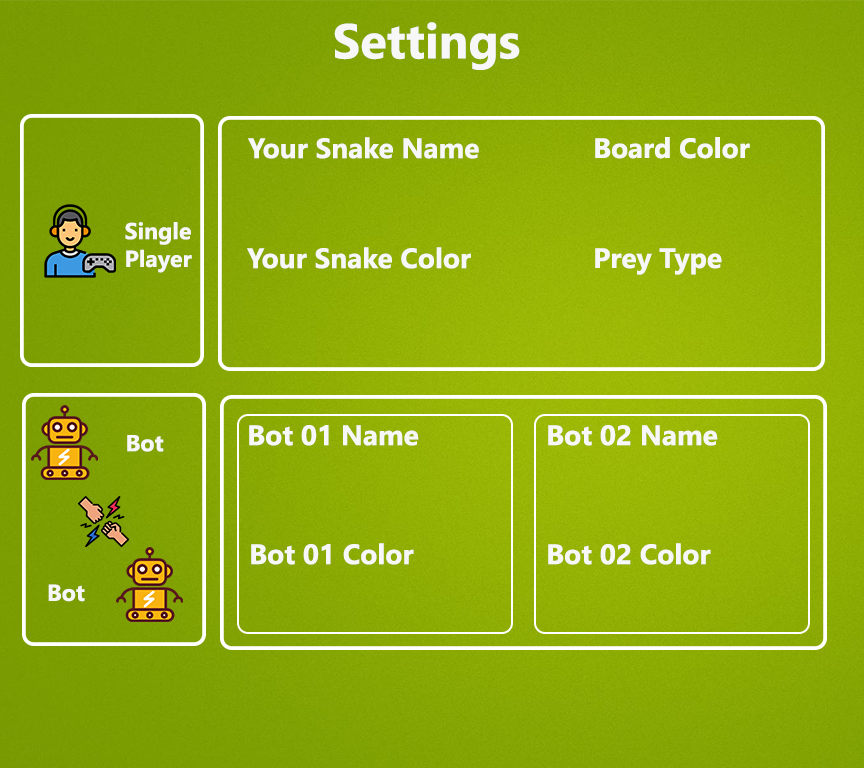 Settings
Single
Player
Your Snake Name
Board Color
Your Snake Color
Prey Type
Bot
Bot
Bot 01 Name
Bot 02 Name
Bot 01 Color
Bot 02 Color